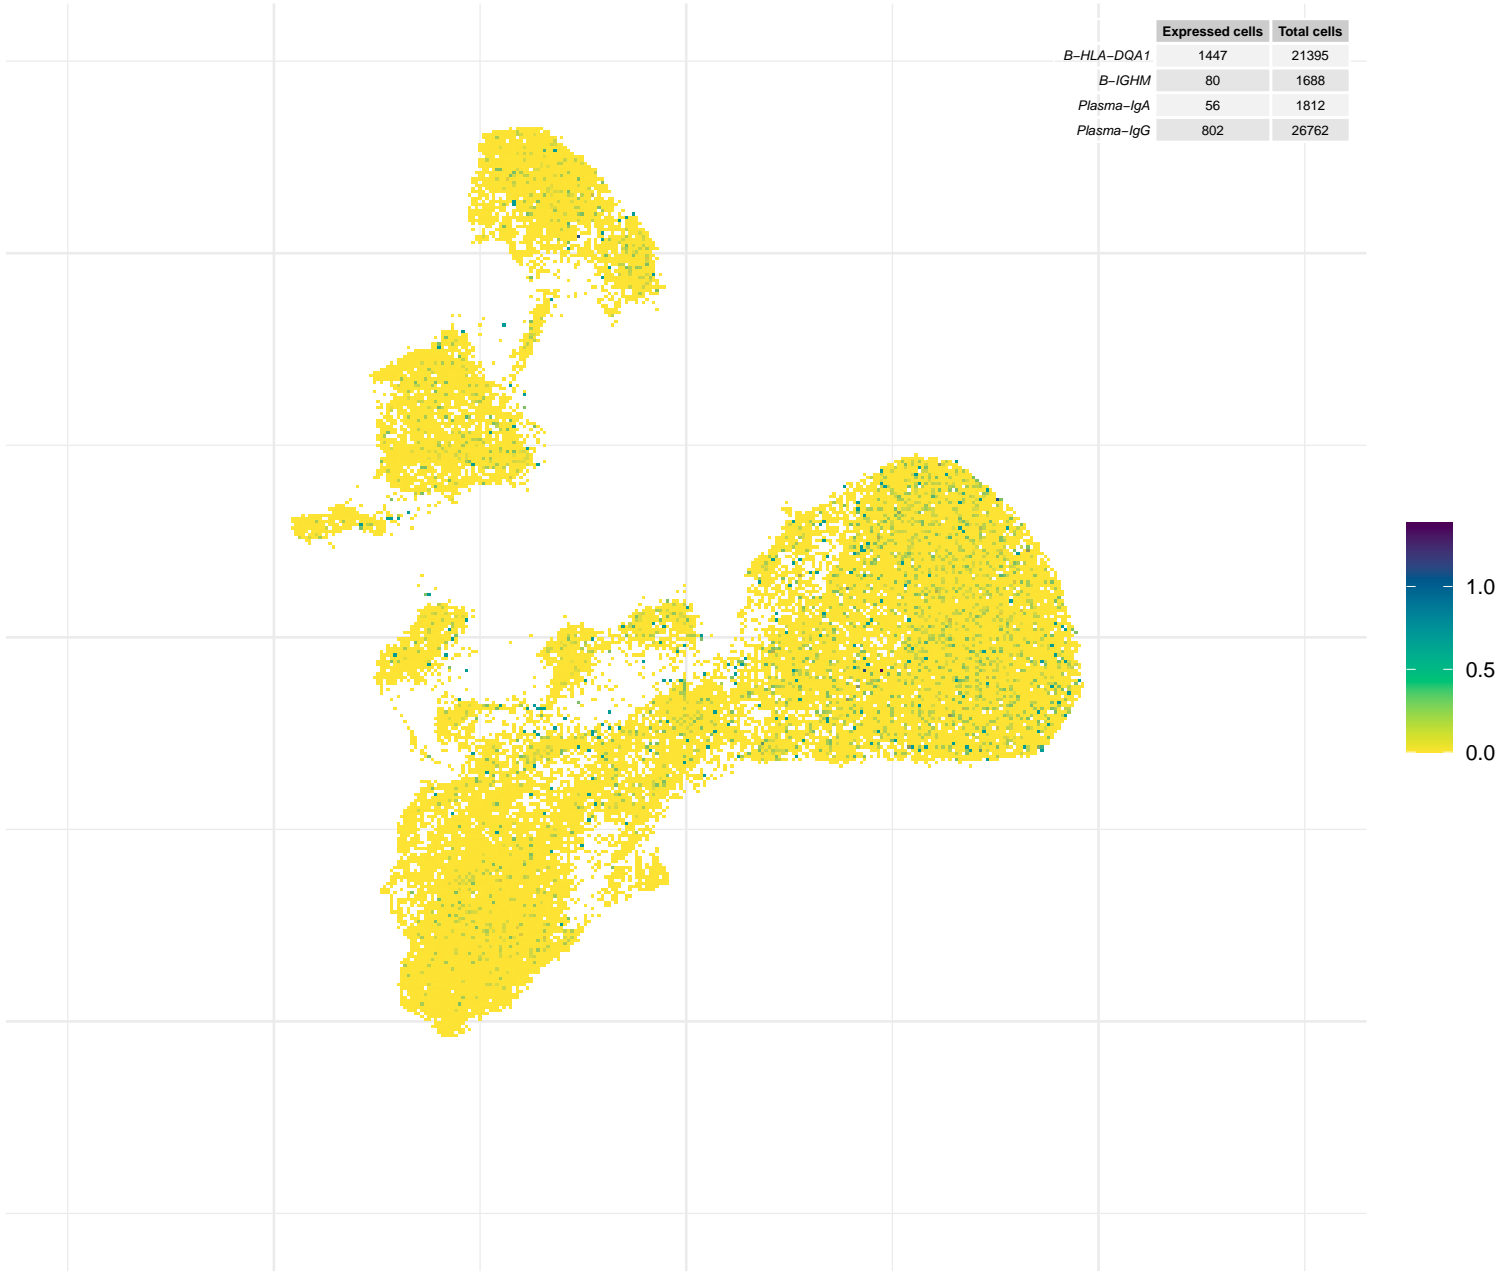 Expressed cells Total cells
B−HLA−DQA1 1447 21395
B−IGHM 80 1688
Plasma−IgA 56 1812
Plasma−IgG 802 26762
1.0
0.5
0.0